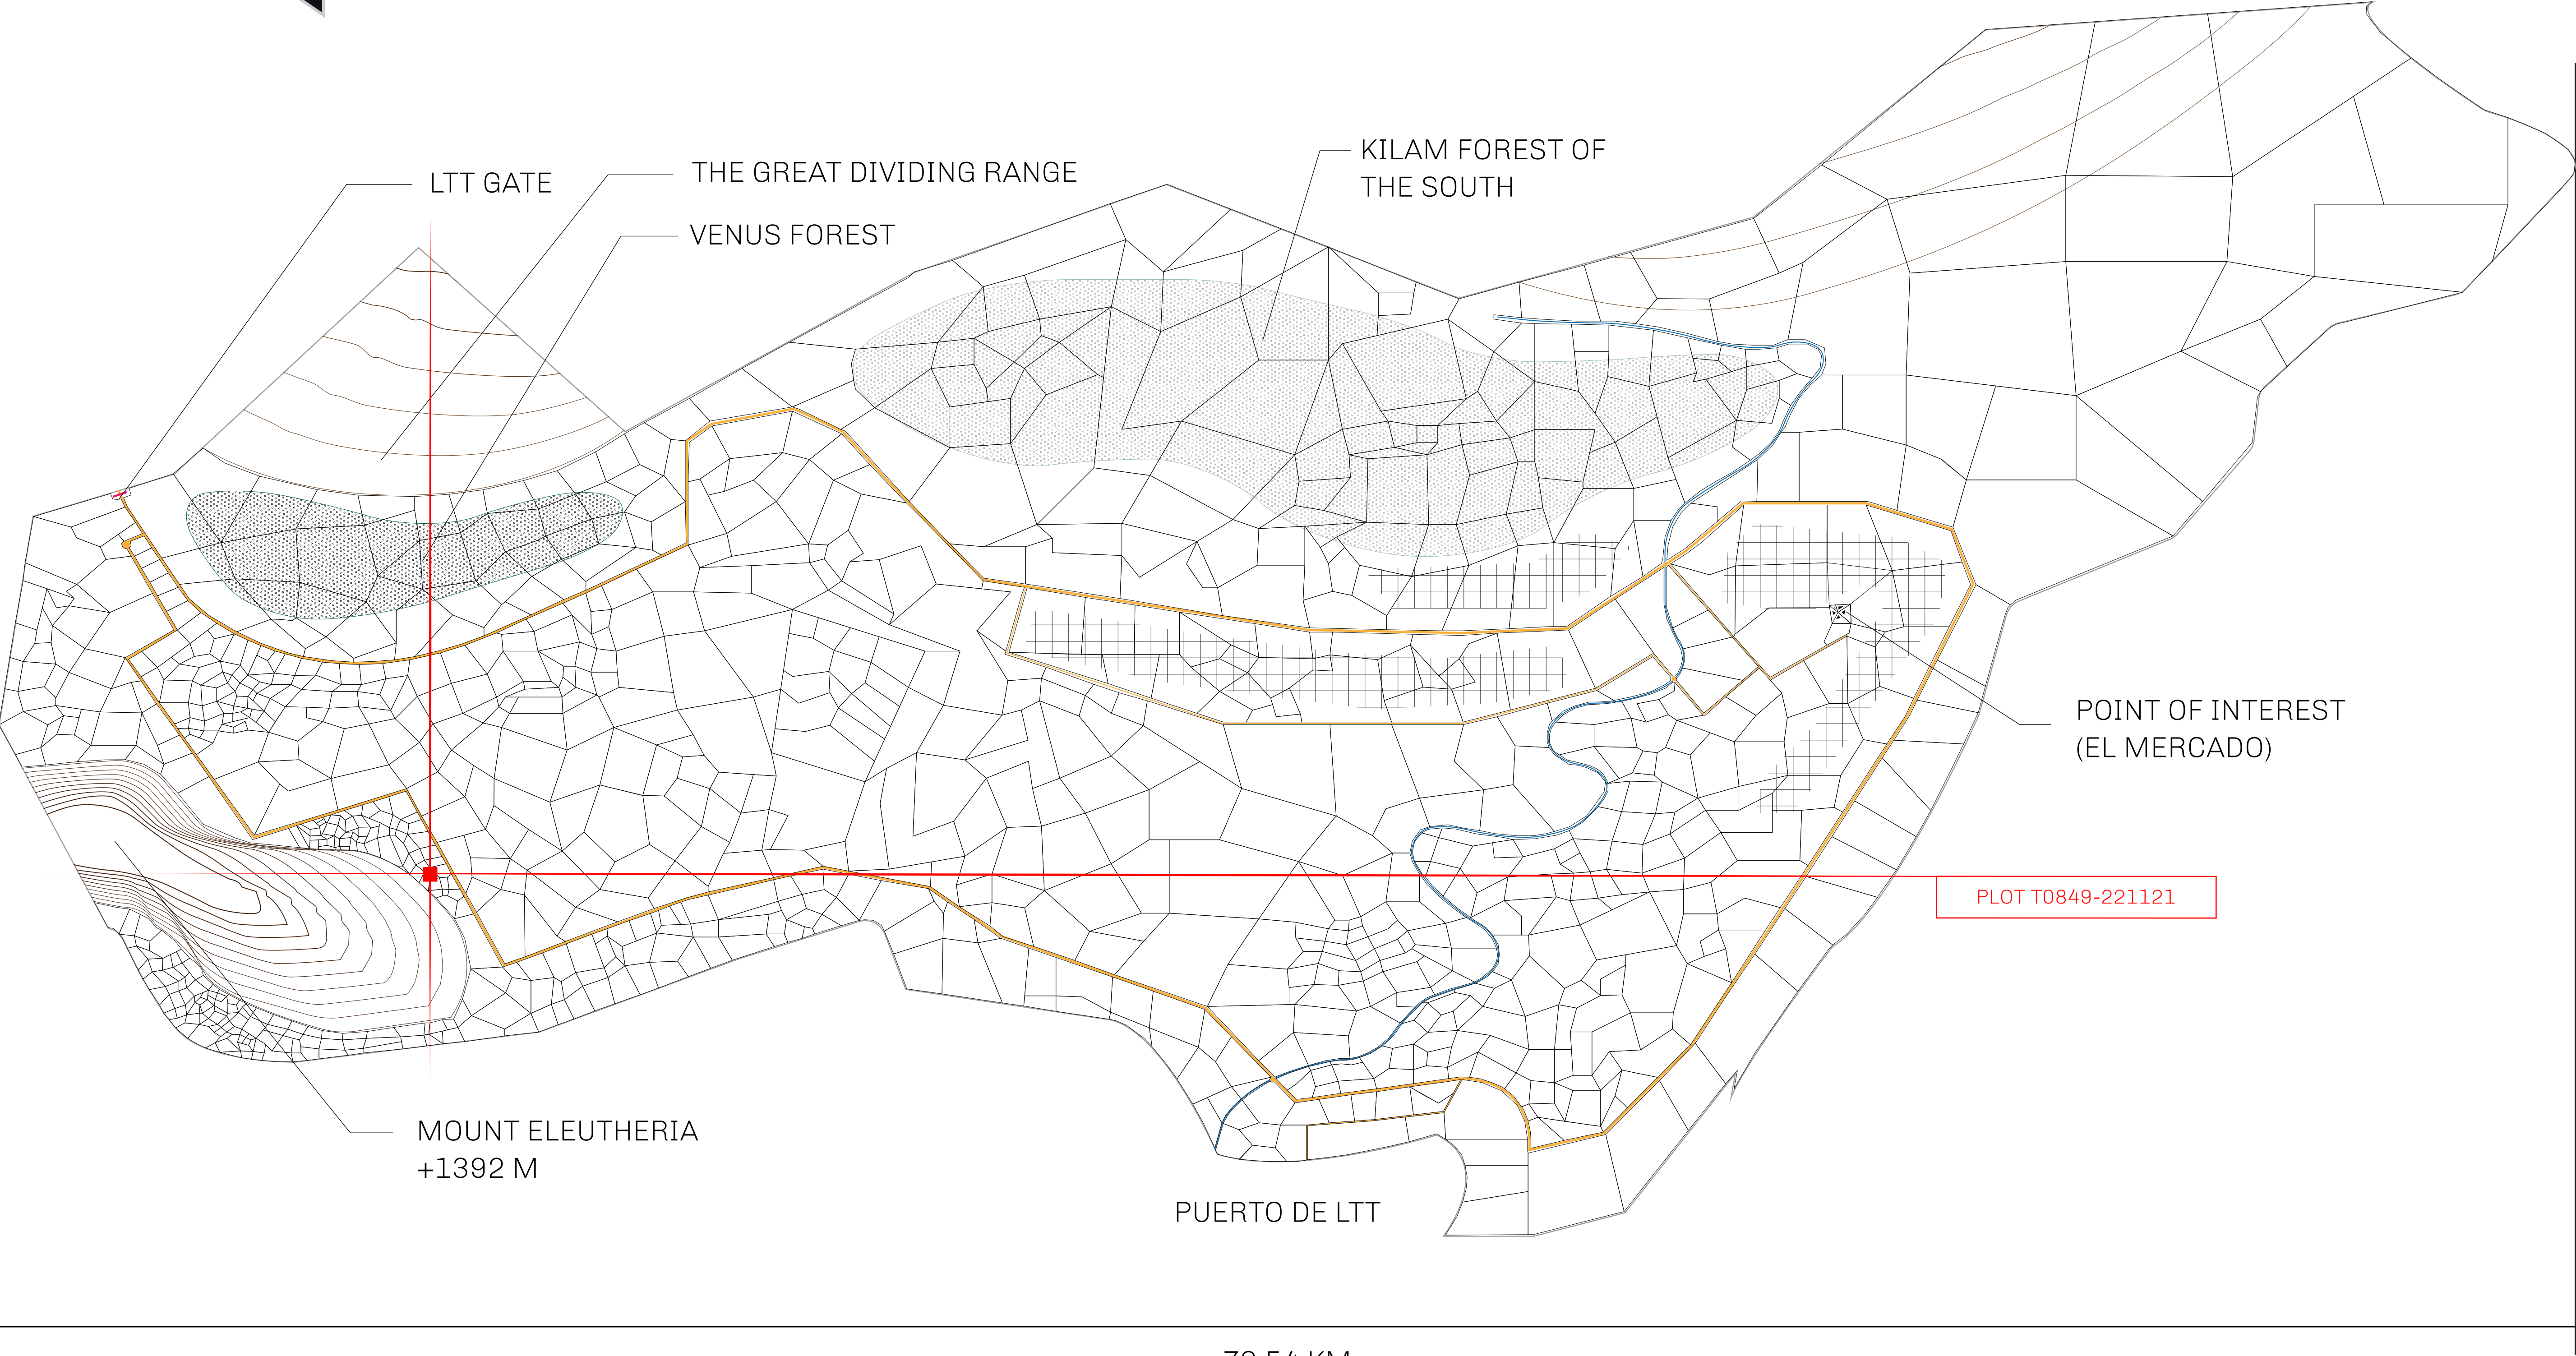 LTT GATE
THE GREAT DIVIDING RANGE
VENUS FOREST
KILAM FOREST OF
THE SOUTH
POINT OF INTEREST
(EL MERCADO)
PLOT T0849-221121
MOUNT ELEUTHERIA
+1392 M
PUERTO DE LTT
KM